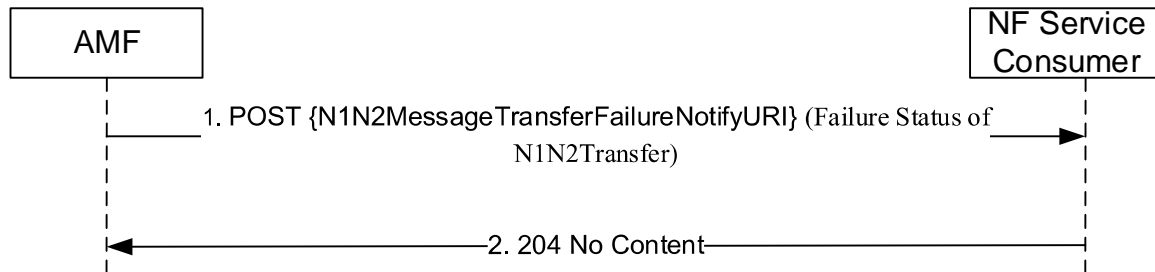 AMF
NF Service
Consumer
1. POST {N1N2MessageTransferFailureNotifyURI} (Failure Status of
N1N2Transfer)
2. 204 No Content